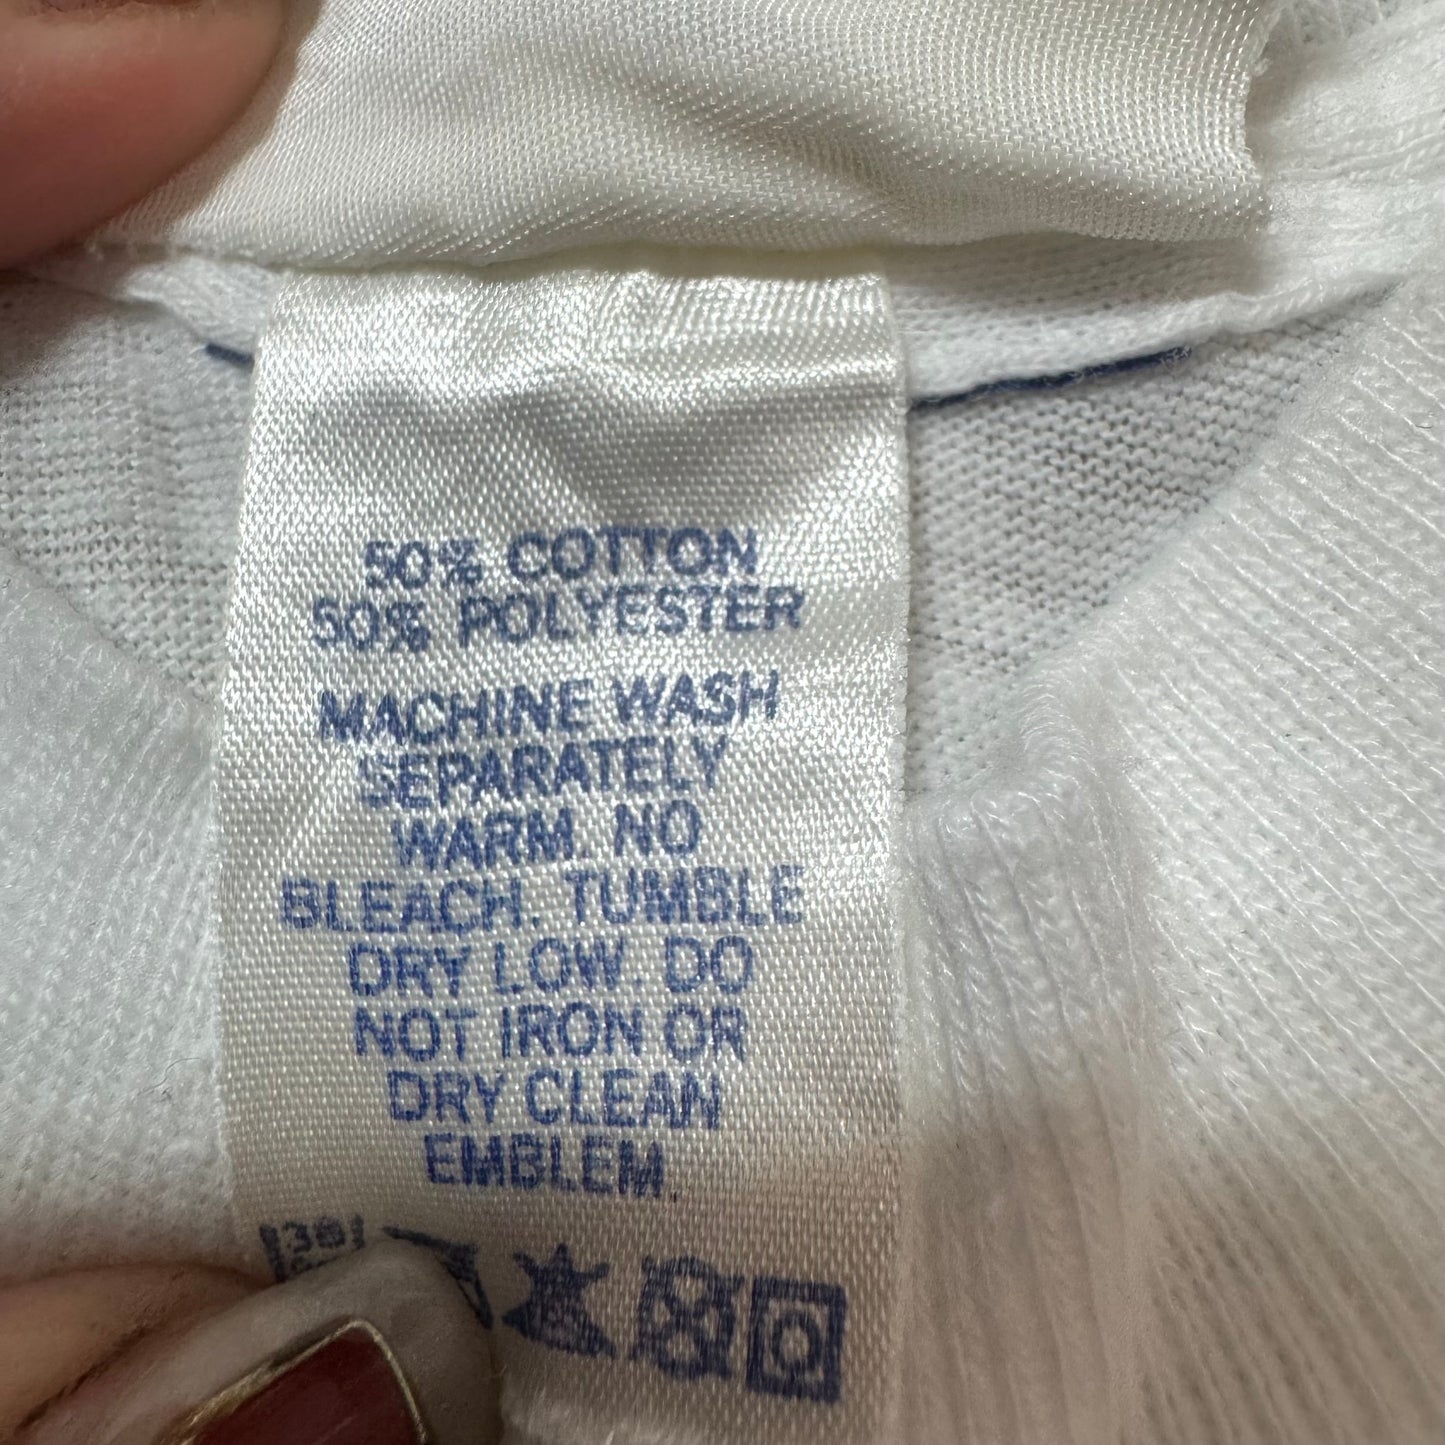 50% COTTON
50% POLYESTER
MACHINE WASH
SEPARATELY
WARM. NO
BLEACH. TUMBLE
DRY LOW. DO
NOT IRON OR
DRY CLEAN
EMBLEM